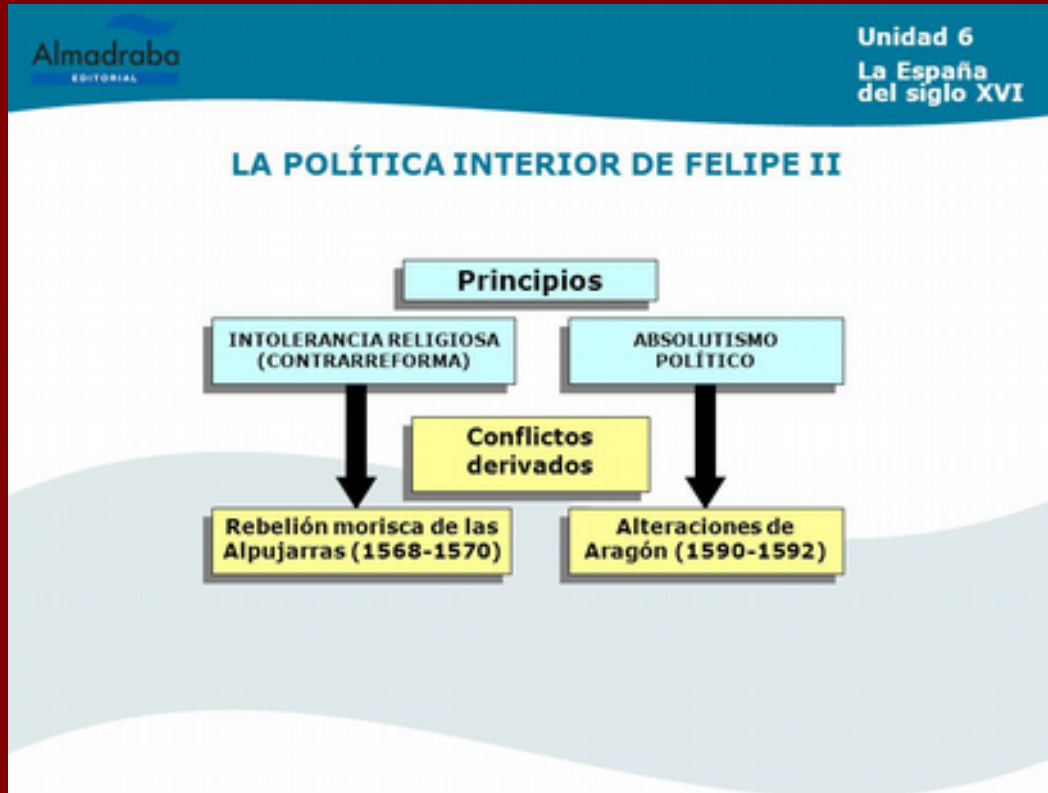 Almadraba
EDITORIAL
Unidad 6
La España
del siglo XVI
LA POLÍTICA INTERIOR DE FELIPE II
Principios
INTOLERANCIA RELIGIOSA
(CONTRARREFORMA)
ABSOLUTISMO
POLÍTICO
Conflictos
derivados
Rebelión morisca de las
Alpujarras (1568-1570)
Alteraciones de
Aragón (1590-1592)